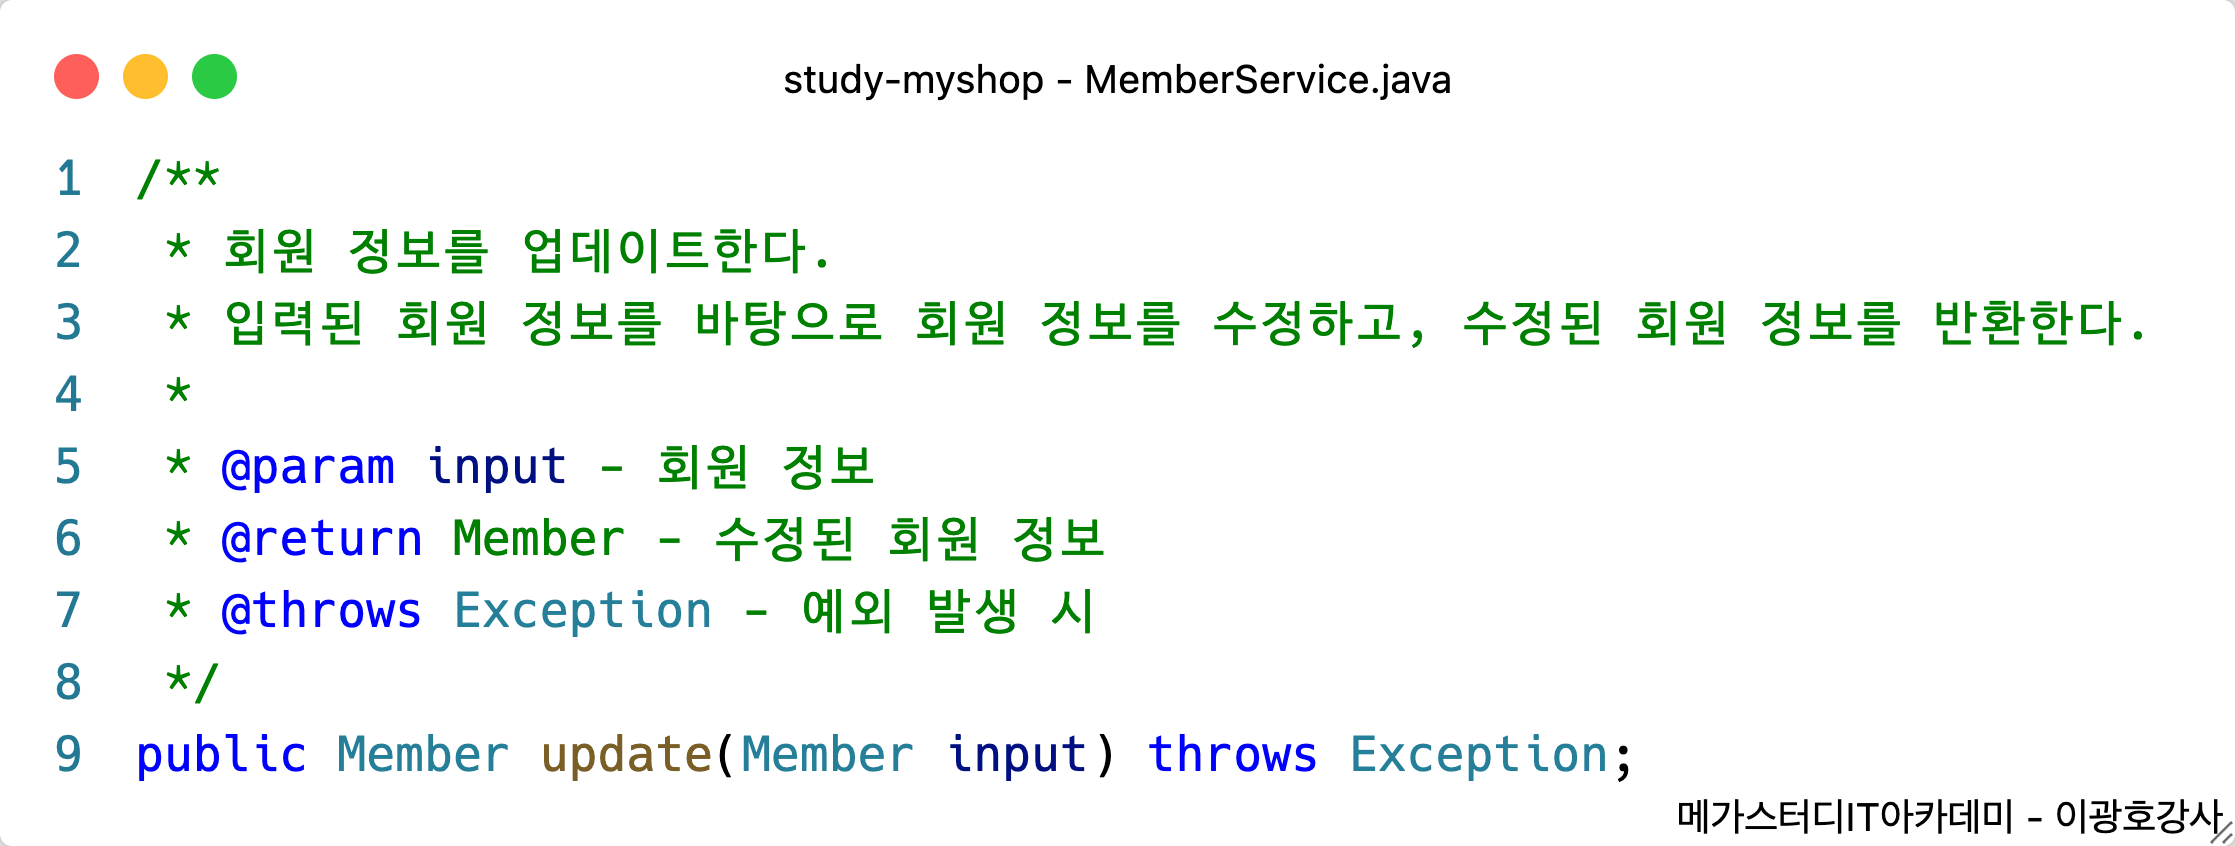 study-myshop - MemberService.java
1 /**
2  * 회원 정보를 업데이트한다.
3  * 입력된 회원 정보를 바탕으로 회원 정보를 수정하고, 수정된 회원 정보를 반환한다.
4  *
5  * @param input - 회원 정보
6  * @return Member - 수정된 회원 정보
7  * @throws Exception - 예외 발생 시
8  */
9 public Member update(Member input) throws Exception;
메가스터디IT아카데미 - 이광호강사